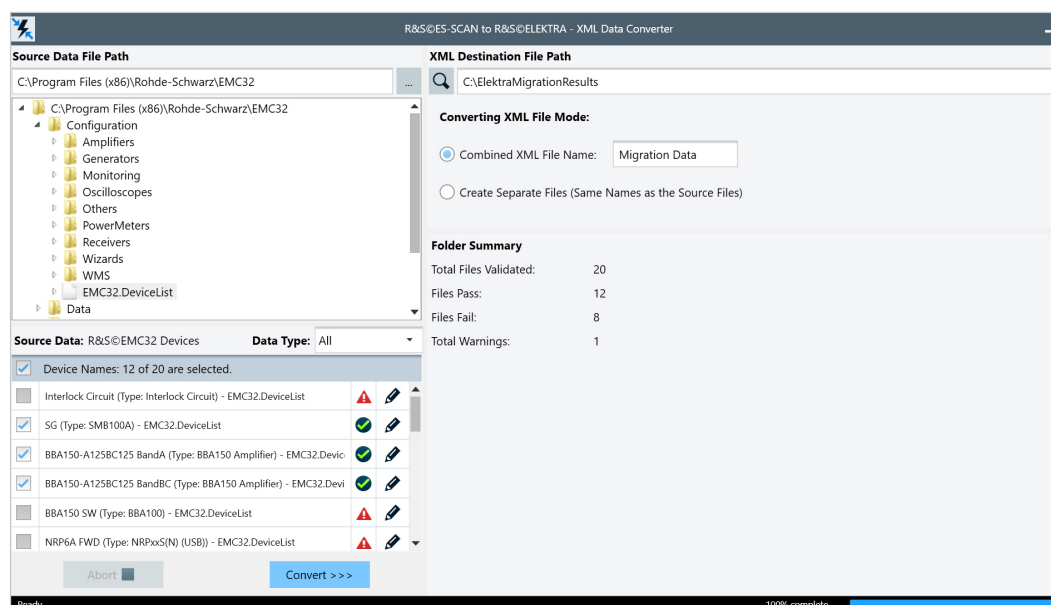 R&S©ES-SCAN to R&S©ELEKTRA - XML Data Converter
Source Data File Path
C:\Program Files (x86)\Rohde-Schwarz\EMC32
...
C:\Program Files (x86)\Rohde-Schwarz\EMC32
Configuration
Amplifiers
Generators
Monitoring
Oscilloscopes
Others
PowerMeters
Receivers
Wizards
WMS
EMC32.DeviceList
Data
Source Data: R&S©EMC32 Devices
Data Type: All
Device Names: 12 of 20 are selected.
Interlock Circuit (Type: Interlock Circuit) - EMC32.DeviceList
SG (Type: SMB100A) - EMC32.DeviceList
BBA150-A125BC125 BandA (Type: BBA150 Amplifier) - EMC32.Devic
BBA150-A125BC125 BandBC (Type: BBA150 Amplifier) - EMC32.Devi
BBA150 SW (Type: BBA100) - EMC32.DeviceList
NRP6A FWD (Type: NRPxxS(N) (USB)) - EMC32.DeviceList
Abort
Convert >>>
XML Destination File Path
C:\ElektraMigrationResults
Converting XML File Mode:
Combined XML File Name: Migration Data
Create Separate Files (Same Names as the Source Files)
Folder Summary
Total Files Validated: 20
Files Pass: 12
Files Fail: 8
Total Warnings: 1
Ready
100% complete